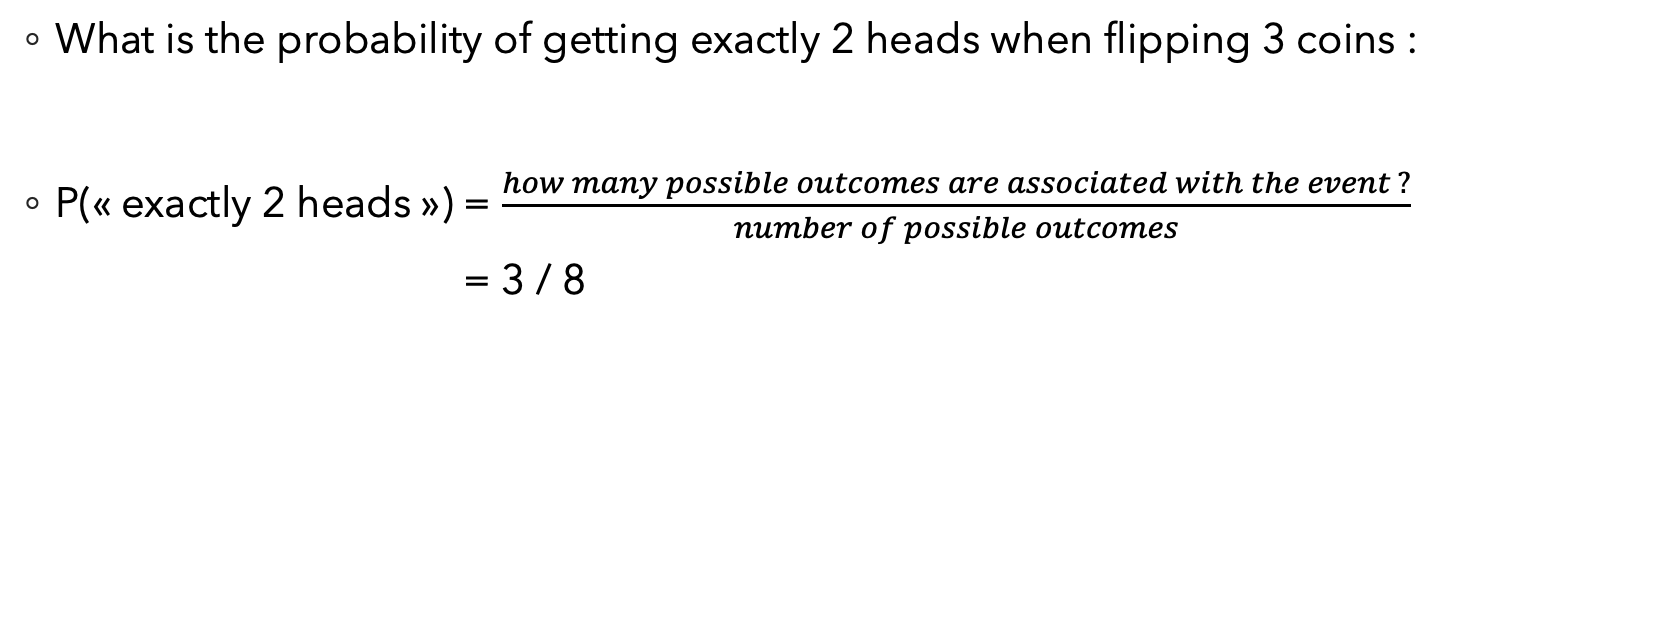 ◦ What is the probability of getting exactly 2 heads when flipping 3 coins :
◦ P(« exactly 2 heads ») = how many possible outcomes are associated with the event ?
number of possible outcomes
= 3 / 8